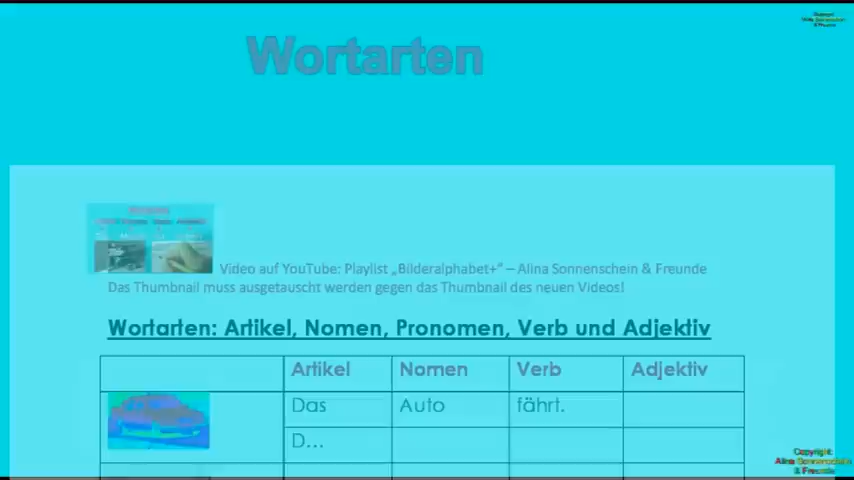 Wortarten
Video auf YouTube: Playlist „Bilderalphabet+“ – Alina Sonnenschein & Freunde
Das Thumbnail muss ausgetauscht werden gegen das Thumbnail des neuen Videos!
Wortarten: Artikel, Nomen, Pronomen, Verb und Adjektiv
Artikel Nomen Verb Adjektiv
Das Auto fährt.
D...
Copyright:
Alina Sonnenschein
& Freunde